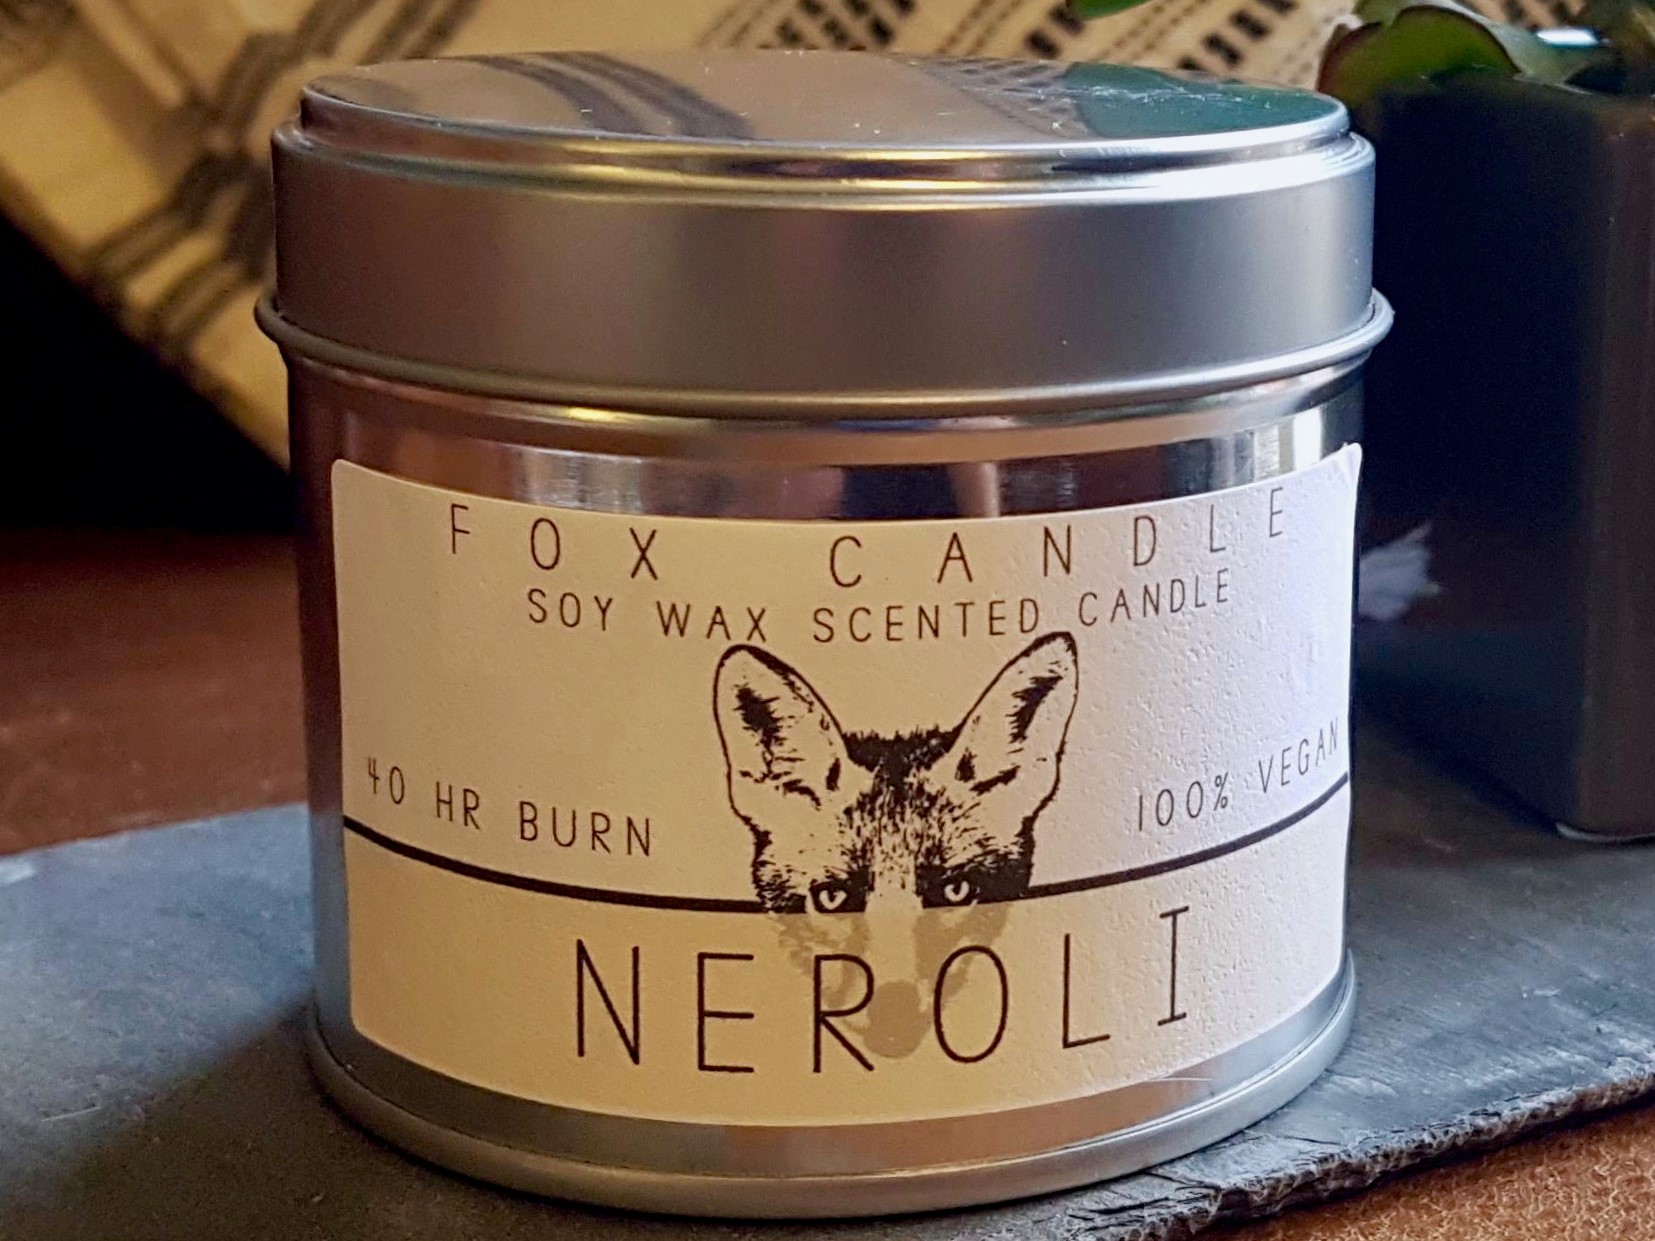 FOX CANDLE
SOY WAX SCENTED CANDLE
40 HR BURN
100% VEGAN
NEROLI